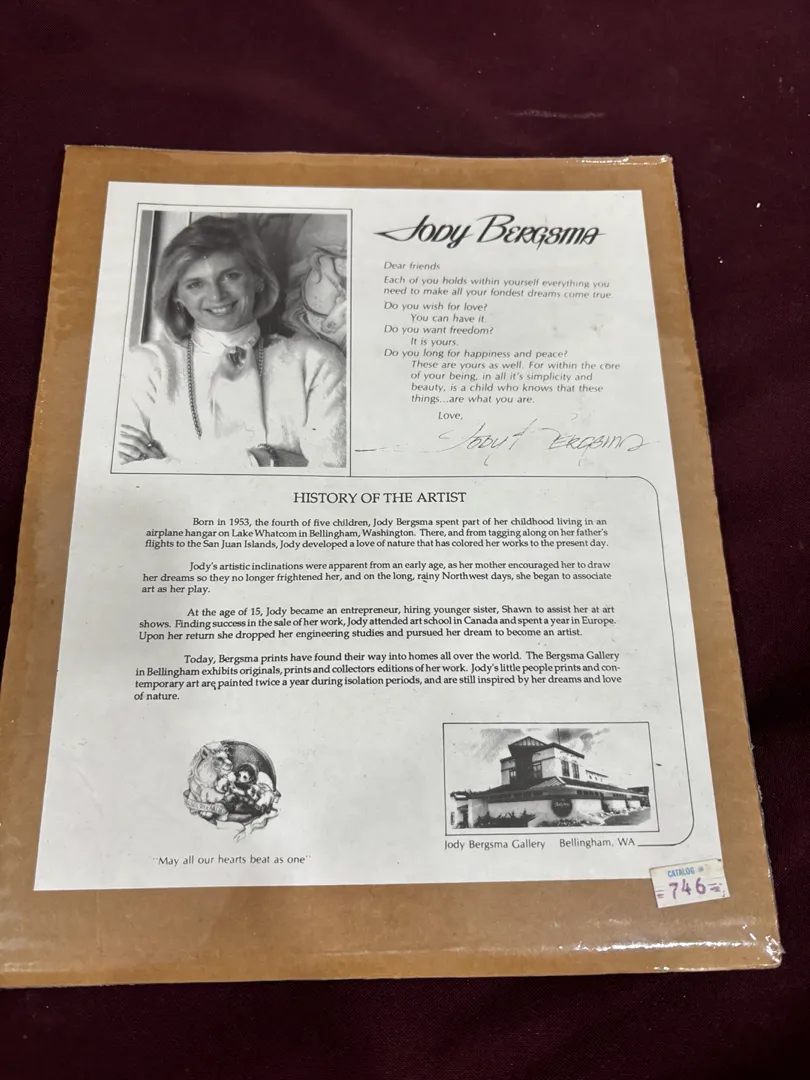 JODY BERGSMA
Dear friends
Each of you holds within yourself everything you
need to make all your fondest dreams come true.
Do you wish for love?
You can have it.
Do you want freedom?
It is yours.
Do you long for happiness and peace?
These are yours as well. For within the core
of your being, in all it's simplicity and
beauty, is a child who knows that these
things...are what you are.
Love,
Jody Bergsma
HISTORY OF THE ARTIST
Born in 1953, the fourth of five children, Jody Bergsma spent part of her childhood living in an
airplane hangar on Lake Whatcom in Bellingham, Washington. There, and from tagging along on her father's
flights to the San Juan Islands, Jody developed a love of nature that has colored her works to the present day.
Jody's artistic inclinations were apparent from an early age, as her mother encouraged her to draw
her dreams so they no longer frightened her, and on the long, rainy Northwest days, she began to associate
art as her play.
At the age of 15, Jody became an entrepreneur, hiring younger sister, Shawn to assist her at art
shows. Finding success in the sale of her work, Jody attended art school in Canada and spent a year in Europe.
Upon her return she dropped her engineering studies and pursued her dream to become an artist.
Today, Bergsma prints have found their way into homes all over the world. The Bergsma Gallery
in Bellingham exhibits originals, prints and collectors editions of her work. Jody's little people prints and con-
temporary art are painted twice a year during isolation periods, and are still inspired by her dreams and love
of nature.
"May all our hearts beat as one"
Jody Bergsma Gallery Bellingham, WA
CATALOG #
=746=